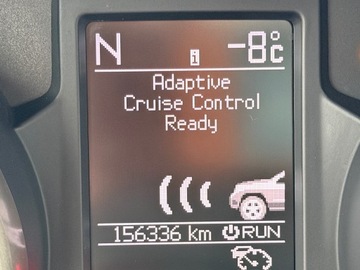 N -8°C
i
Adaptive
Cruise Control
Ready
156336 km RUN